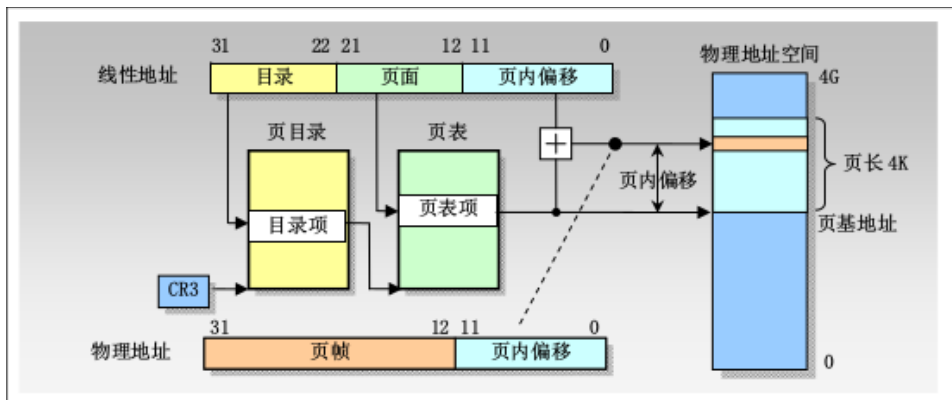 31 22 21 12 11 0
线性地址 目录 页面 页内偏移
物理地址空间
4G
页目录 页表
页长 4K
页内偏移
目录项 页表项
页基地址
CR3
31 12 11 0
物理地址 页帧 页内偏移
0